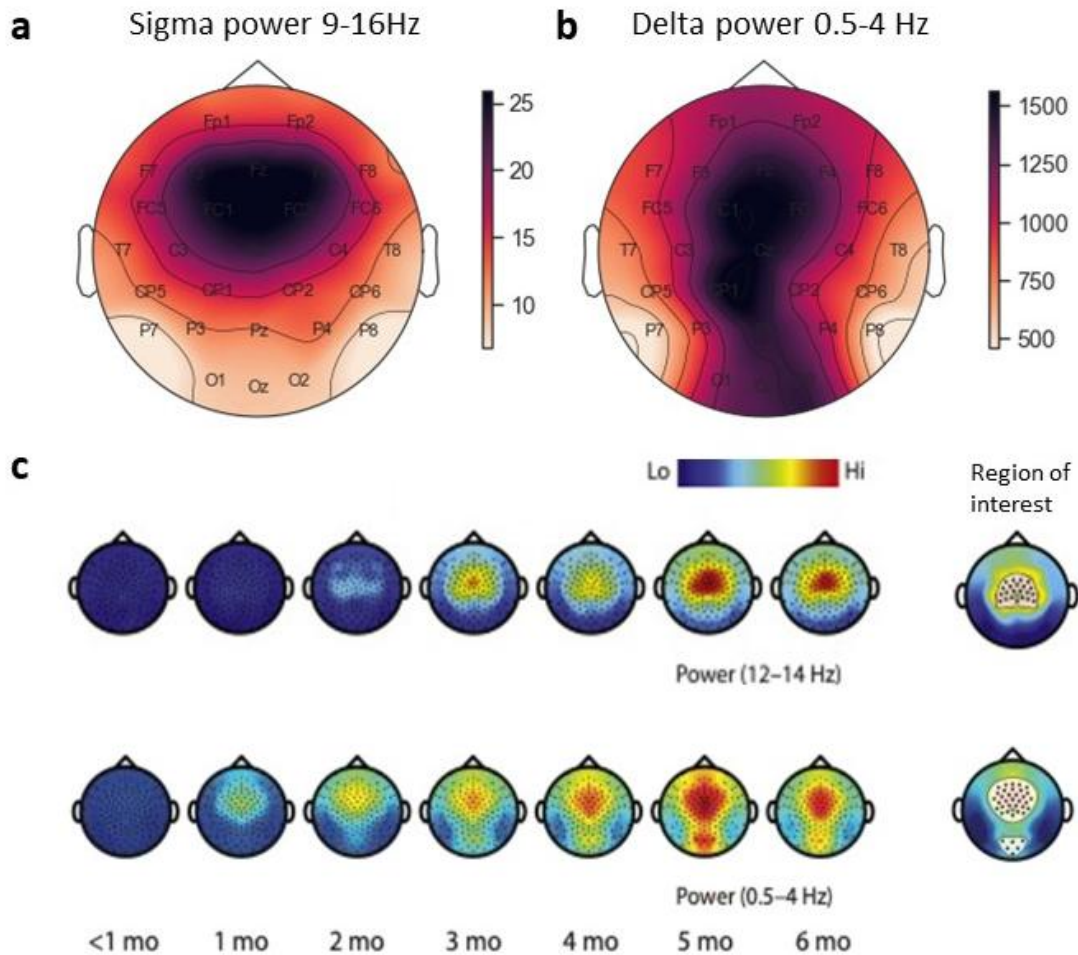 a
Sigma power 9-16Hz
Fp1 Fp2
F7 Fz F8
FC5 FC1 FC6
T7 C3 C4 T8
CP5 CP1 CP2 CP6
P7 P3 Pz P4 P8
O1 Oz O2
25
20
15
10
b
Delta power 0.5-4 Hz
Fp1 Fp2
F7 F3 F4 F8
FC5 FC6
T7 C3 C4 T8
CP5 CP2 CP6
P7 P3 P4 P8
O1
1500
1250
1000
750
500
c
Lo Hi
Region of
interest
Power (12–14 Hz)
Power (0.5–4 Hz)
<1 mo 1 mo 2 mo 3 mo 4 mo 5 mo 6 mo